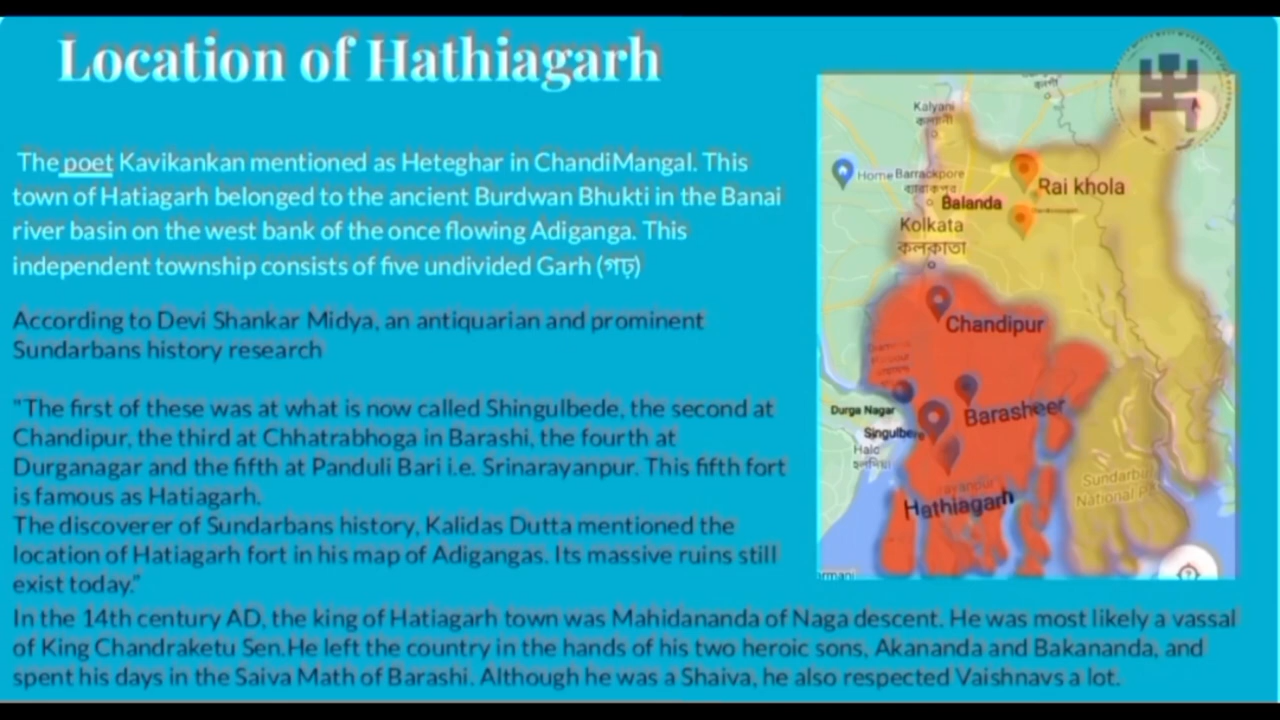 Location of Hathiagarh
The poet Kavikankan mentioned as Heteghar in ChandiMangal. This
town of Hatiagarh belonged to the ancient Burdwan Bhukti in the Banai
river basin on the west bank of the once flowing Adiganga. This
independent township consists of five undivided Garh (গড়)
According to Devi Shankar Midya, an antiquarian and prominent
Sundarbans history research
"The first of these was at what is now called Shingulbede, the second at
Chandipur, the third at Chhatrabhoga in Barashi, the fourth at
Durganagar and the fifth at Panduli Bari i.e. Srinarayanpur. This fifth fort
is famous as Hatiagarh.
The discoverer of Sundarbans history, Kalidas Dutta mentioned the
location of Hatiagarh fort in his map of Adigangas. Its massive ruins still
exist today."
In the 14th century AD, the king of Hatiagarh town was Mahidananda of Naga descent. He was most likely a vassal
of King Chandraketu Sen.He left the country in the hands of his two heroic sons, Akananda and Bakananda, and
spent his days in the Saiva Math of Barashi. Although he was a Shaiva, he also respected Vaishnavs a lot.
Kalyani
Home
Barrackpore
ব্যারাকপুর
Rai khola
Balanda
Kolkata
কলকাতা
Chandipur
Durga Nagar
Barasheer
Singulbere
Hathiagarh
Sundarban
National